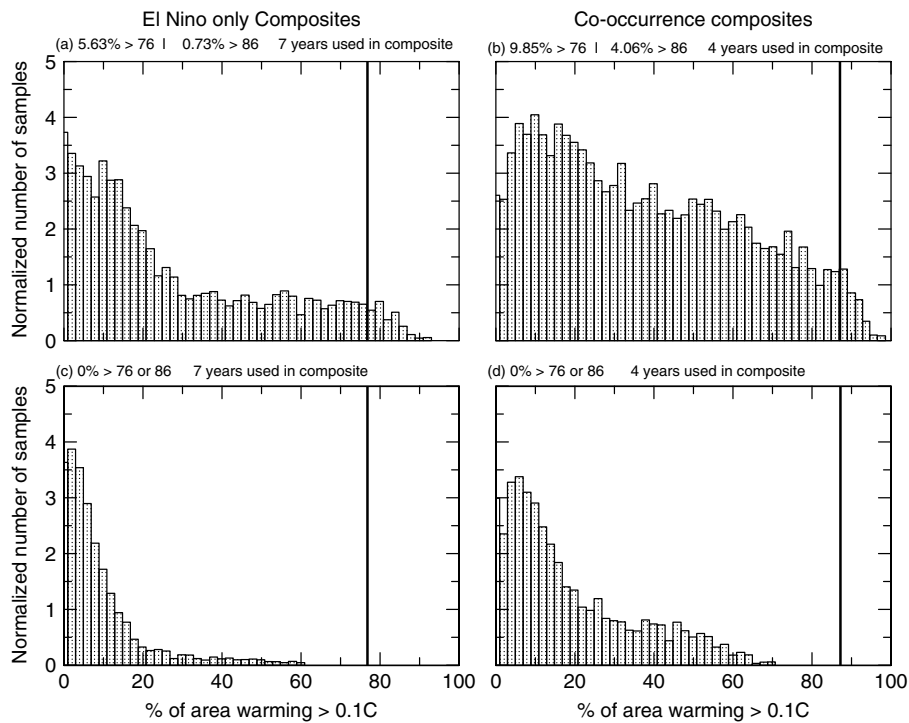 El Nino only Composites
Co-occurrence composites
(a) 5.63% > 76 l 0.73% > 86 7 years used in composite
(b) 9.85% > 76 l 4.06% > 86 4 years used in composite
Normalized number of samples
5
4
3
2
1
0
(c) 0% > 76 or 86 7 years used in composite
(d) 0% > 76 or 86 4 years used in composite
Normalized number of samples
5
4
3
2
1
0
0 20 40 60 80 100
20 40 60 80 100
% of area warming > 0.1C
% of area warming > 0.1C